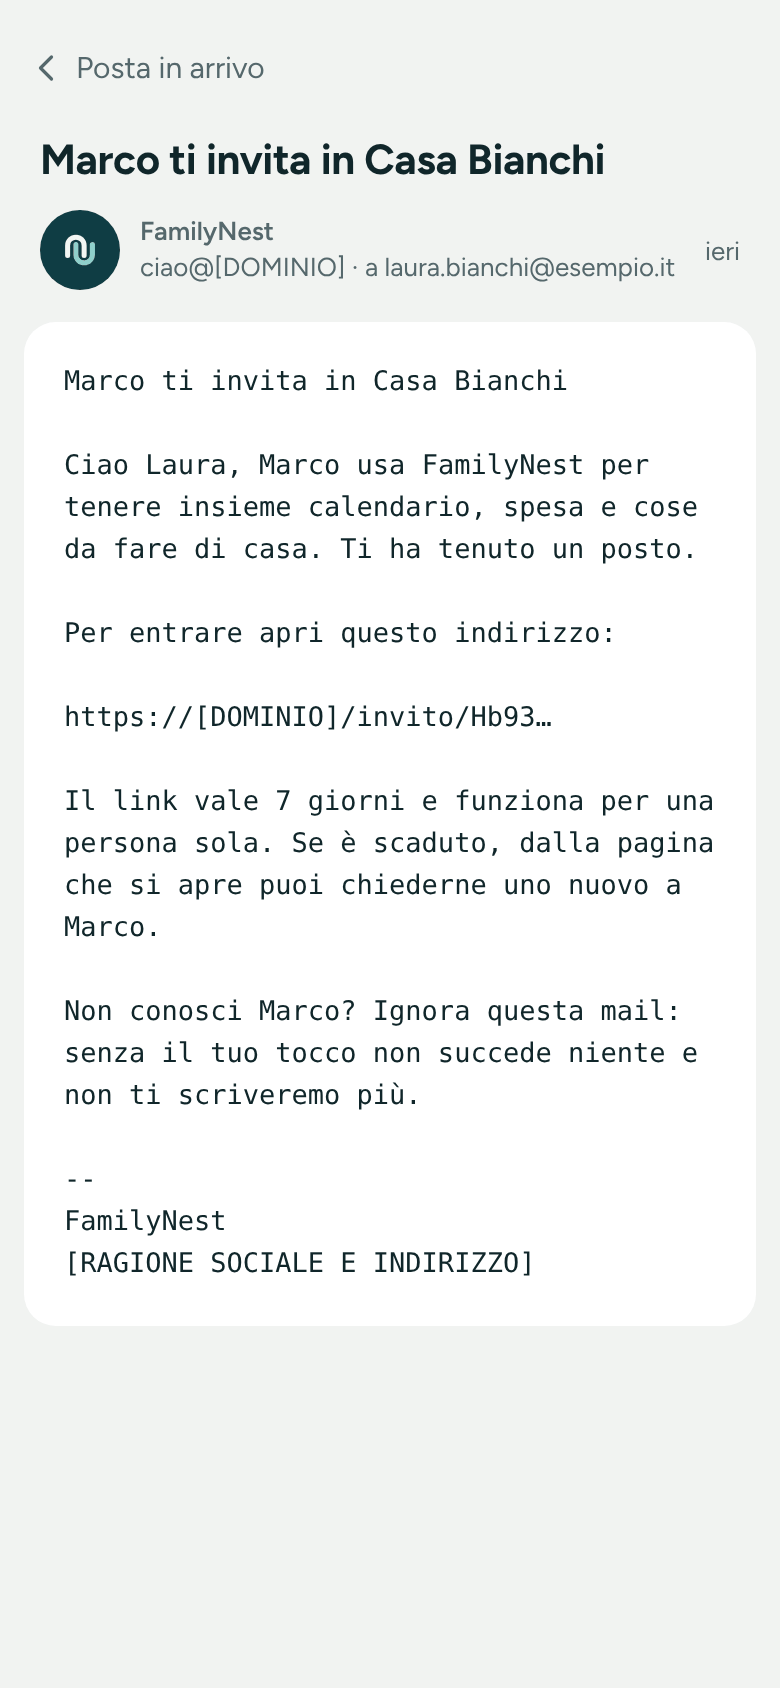 Posta in arrivo
Marco ti invita in Casa Bianchi
FamilyNest
ciao@[DOMINIO] · a laura.bianchi@esempio.it
ieri
Marco ti invita in Casa Bianchi
Ciao Laura, Marco usa FamilyNest per
tenere insieme calendario, spesa e cose
da fare di casa. Ti ha tenuto un posto.
Per entrare apri questo indirizzo:
https://[DOMINIO]/invito/Hb93…
Il link vale 7 giorni e funziona per una
persona sola. Se è scaduto, dalla pagina
che si apre puoi chiederne uno nuovo a
Marco.
Non conosci Marco? Ignora questa mail:
senza il tuo tocco non succede niente e
non ti scriveremo più.
--
FamilyNest
[RAGIONE SOCIALE E INDIRIZZO]